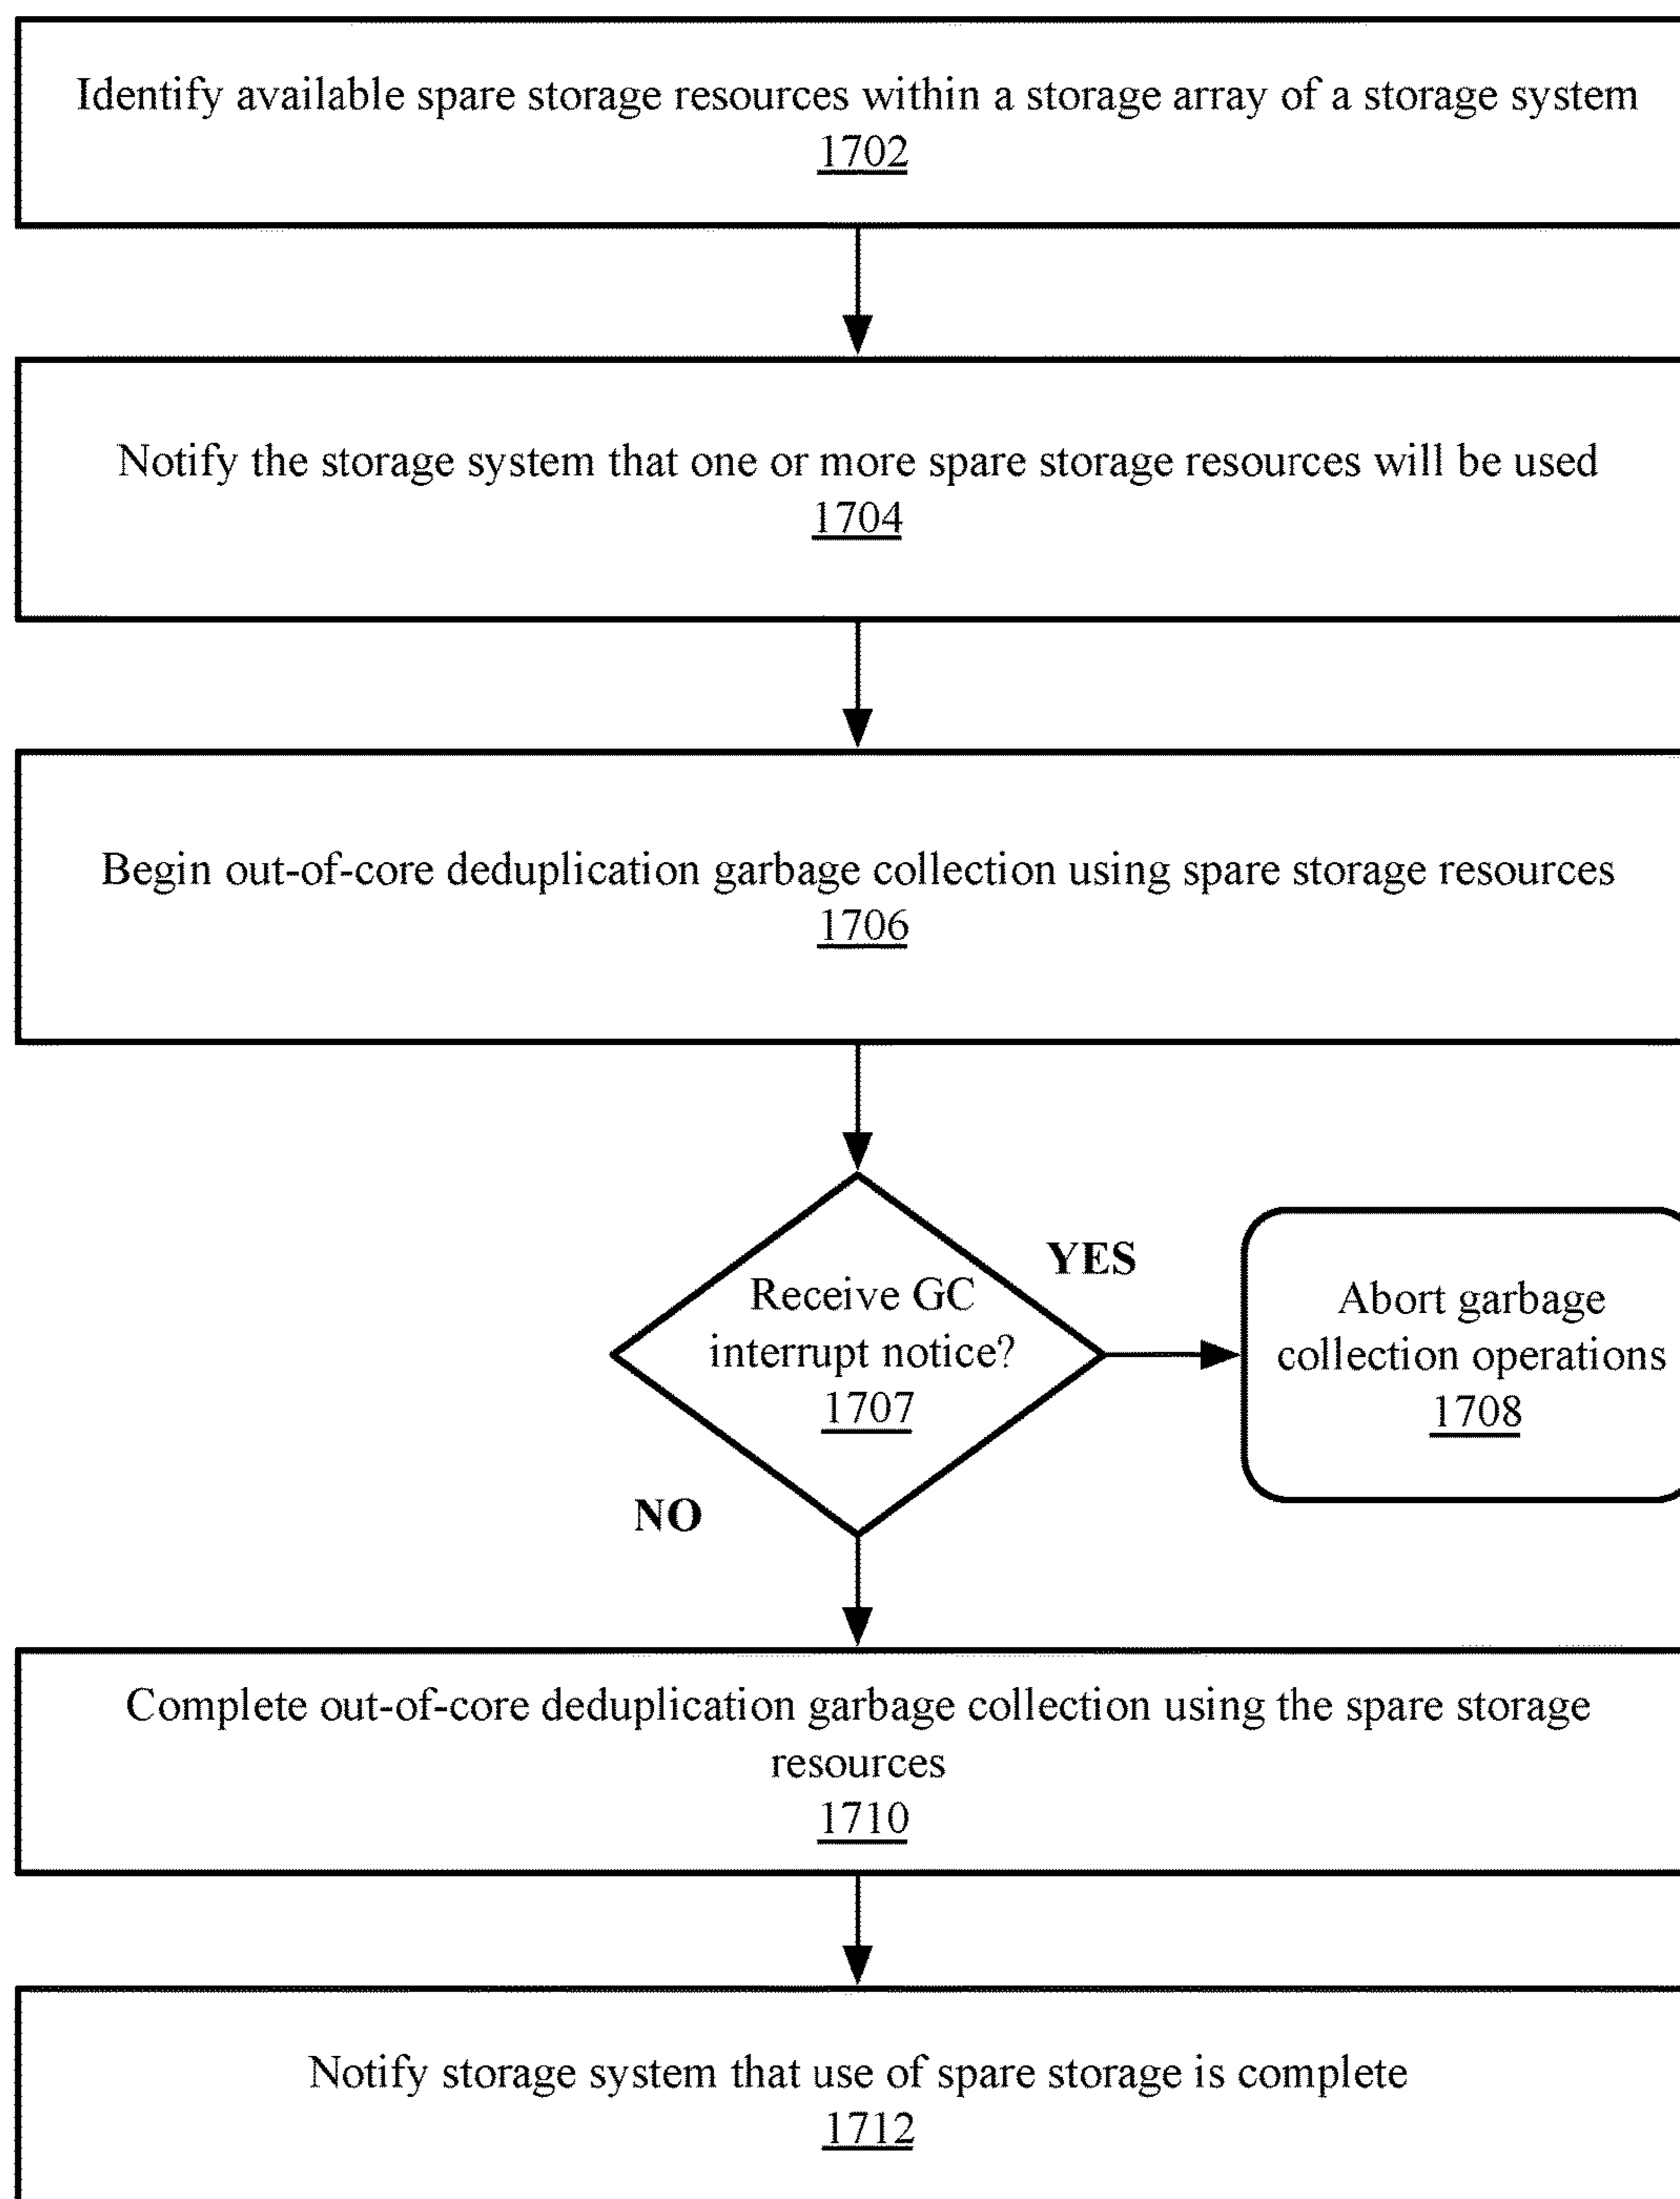 Identify available spare storage resources within a storage array of a storage system
1702
Notify the storage system that one or more spare storage resources will be used
1704
Begin out-of-core deduplication garbage collection using spare storage resources
1706
YES
Receive GC
interrupt notice?
1707
Abort garbage
collection operations
1708
NO
Complete out-of-core deduplication garbage collection using the spare storage
resources
1710
Notify storage system that use of spare storage is complete
1712